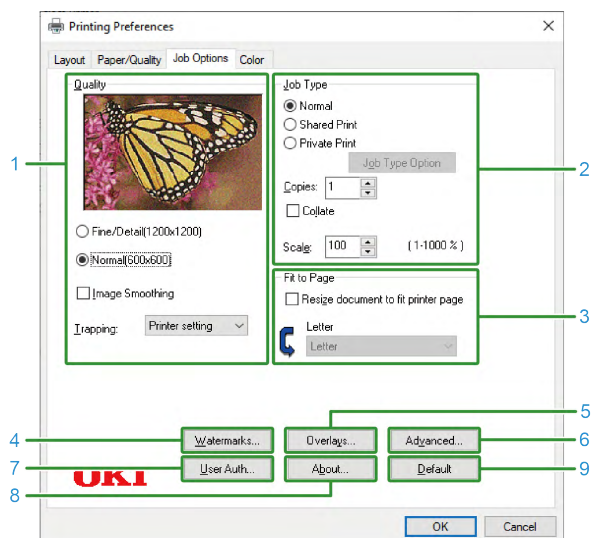 Printing Preferences
Layout Paper/Quality Job Options Color
Quality
Fine/Detail(1200x1200)
Normal(600x600)
Image Smoothing
Trapping: Printer setting
Job Type
Normal
Shared Print
Private Print
Job Type Option
Copies: 1
Collate
Scale: 100 (1-1000 %)
Fit to Page
Resize document to fit printer page
Letter
Letter
1
2
3
5
4 Watermarks... Overlays... Advanced... 6
7 OKI User Auth... About... Default 9
8
OK Cancel